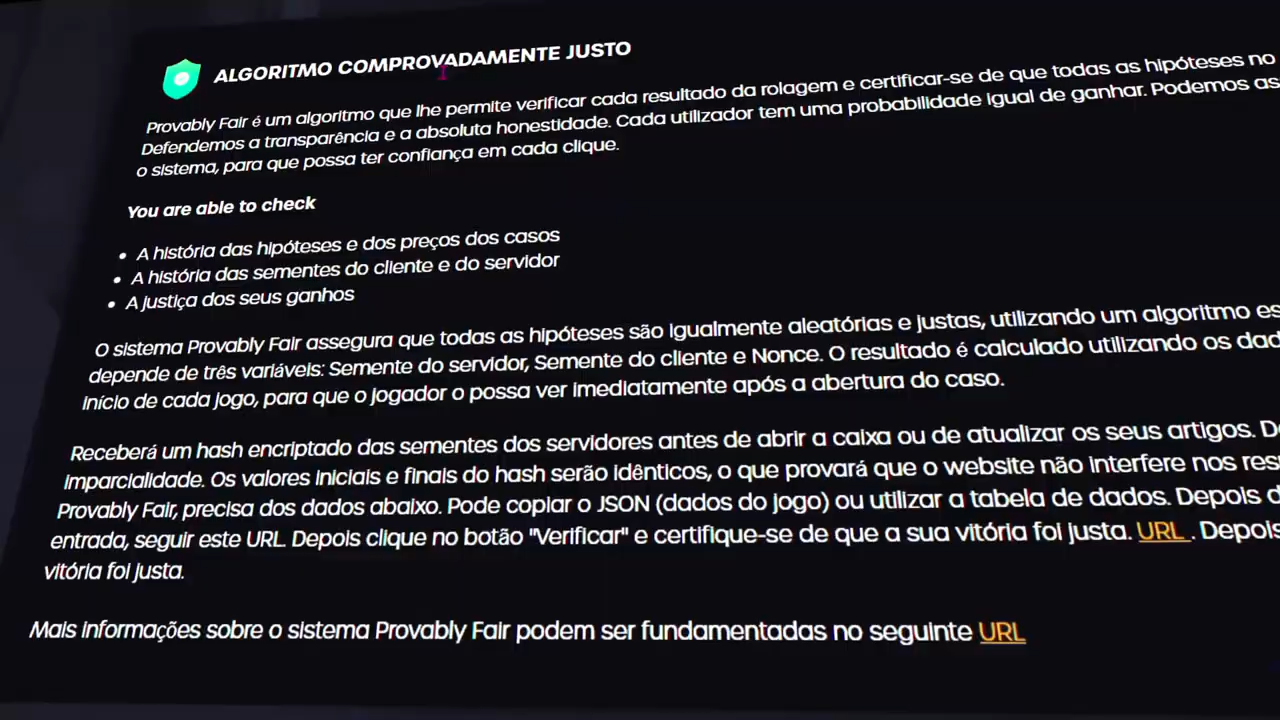 ALGORITMO COMPROVADAMENTE JUSTO
Provably Fair é um algoritmo que lhe permite verificar cada resultado da rolagem e certificar-se de que todas as hipóteses no
Defendemos a transparência e a absoluta honestidade. Cada utilizador tem uma probabilidade igual de ganhar. Podemos as
o sistema, para que possa ter confiança em cada clique.
You are able to check
• A história das hipóteses e dos preços dos casos
• A história das sementes do cliente e do servidor
• A justiça dos seus ganhos
O sistema Provably Fair assegura que todas as hipóteses são igualmente aleatórias e justas, utilizando um algoritmo es
depende de três variáveis: Semente do servidor, Semente do cliente e Nonce. O resultado é calculado utilizando os dad
início de cada jogo, para que o jogador o possa ver imediatamente após a abertura do caso.
Receberá um hash encriptado das sementes dos servidores antes de abrir a caixa ou de atualizar os seus artigos. De
imparcialidade. Os valores iniciais e finais do hash serão idênticos, o que provará que o website não interfere nos res
Provably Fair, precisa dos dados abaixo. Pode copiar o JSON (dados do jogo) ou utilizar a tabela de dados. Depois d
entrada, seguir este URL. Depois clique no botão "Verificar" e certifique-se de que a sua vitória foi justa. URL . Depois
vitória foi justa.
Mais informações sobre o sistema Provably Fair podem ser fundamentadas no seguinte URL